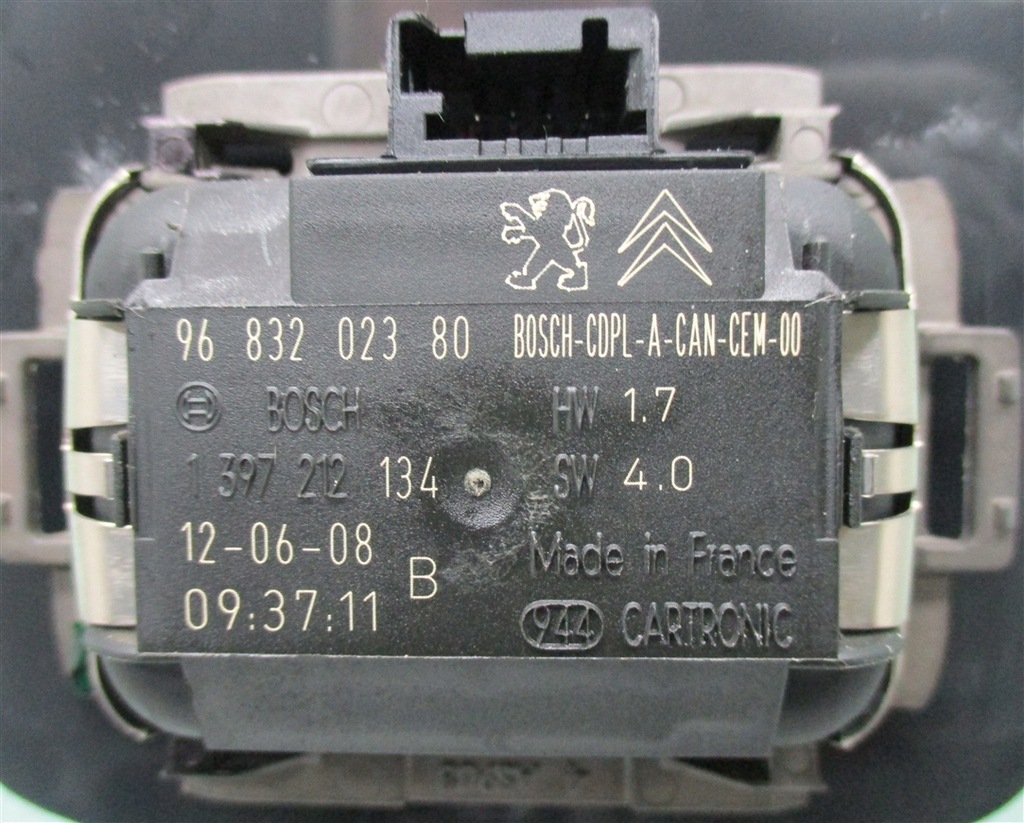 96 832 023 80 BOSCH-CDPL-A-CAN-CEM-00
BOSCH HW 1.7
1 397 212 134 SW 4.0
12-06-08 Made in France
09:37:11 B 944 CARTRONIC